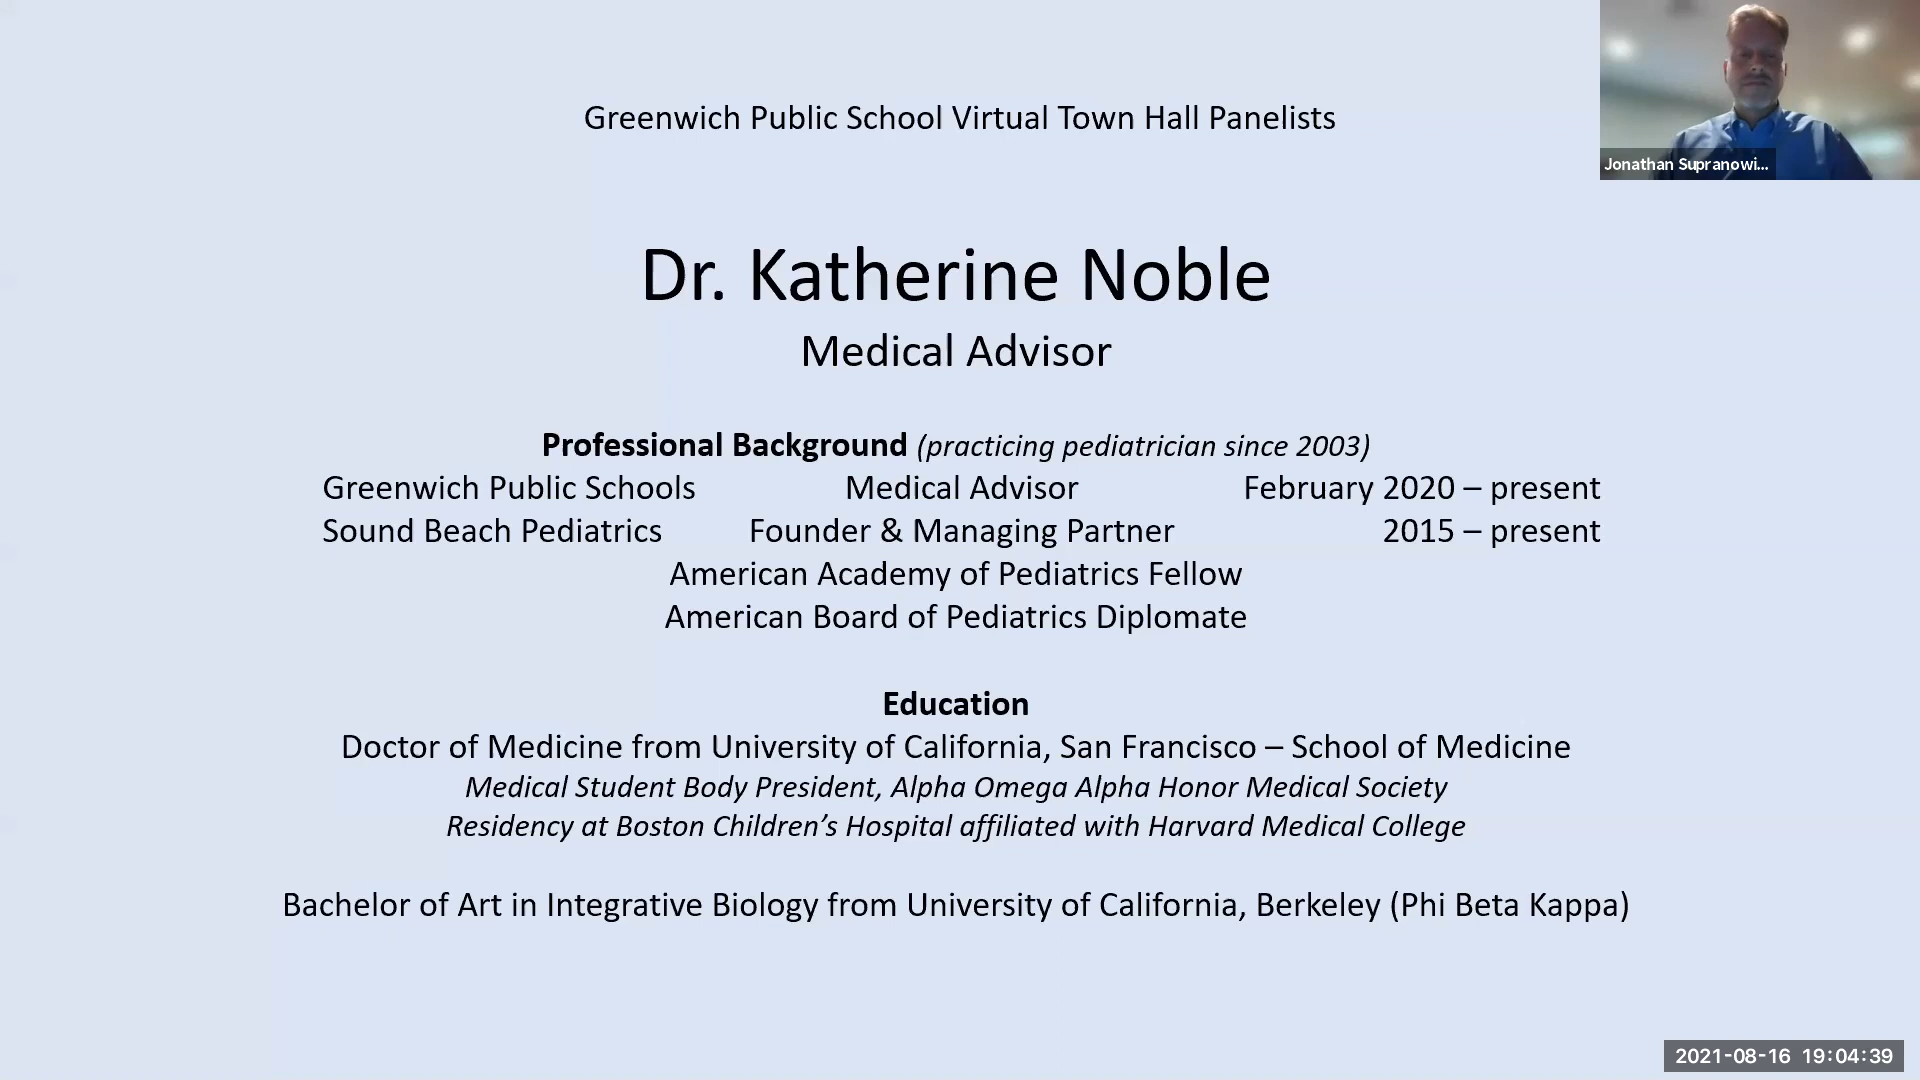 Greenwich Public School Virtual Town Hall Panelists
Jonathan Supranowi...
Dr. Katherine Noble
Medical Advisor
Professional Background (practicing pediatrician since 2003)
Greenwich Public Schools Medical Advisor February 2020 – present
Sound Beach Pediatrics Founder & Managing Partner 2015 – present
American Academy of Pediatrics Fellow
American Board of Pediatrics Diplomate
Education
Doctor of Medicine from University of California, San Francisco – School of Medicine
Medical Student Body President, Alpha Omega Alpha Honor Medical Society
Residency at Boston Children’s Hospital affiliated with Harvard Medical College
Bachelor of Art in Integrative Biology from University of California, Berkeley (Phi Beta Kappa)
2021-08-16 19:04:39